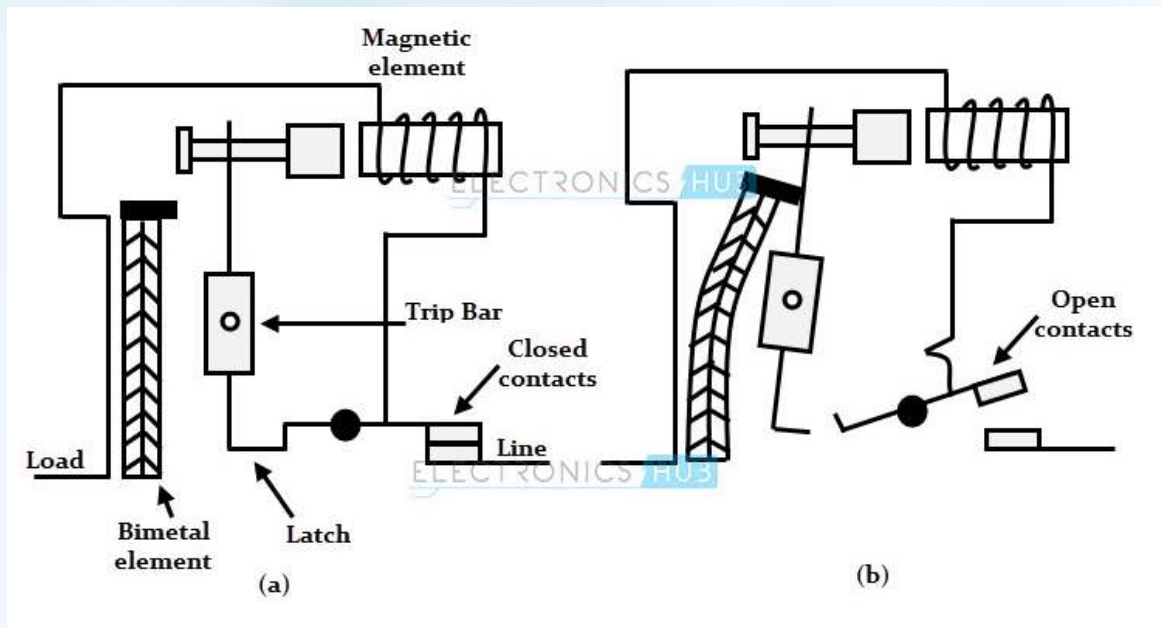 Magnetic
element
ELECTRONICS HUB
Trip Bar
Closed
contacts
Open
contacts
Load
Line
ELECTRONICS HUB
Bimetal
element
Latch
(a)
(b)